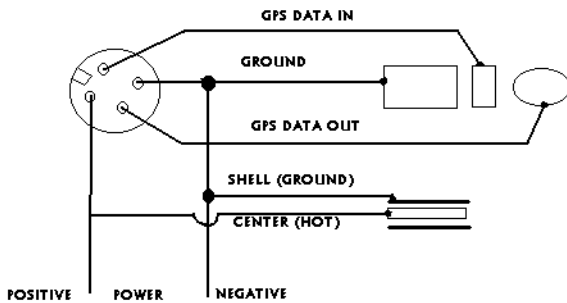 GPS DATA IN
GROUND
GPS DATA OUT
SHELL (GROUND)
CENTER (HOT)
POSITIVE POWER NEGATIVE